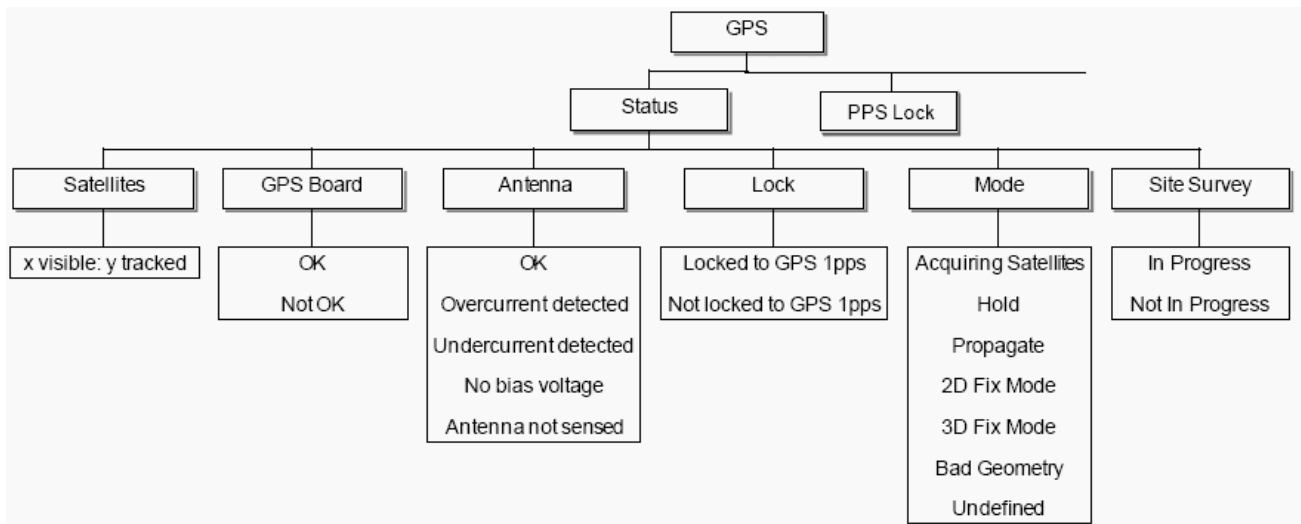 GPS
Status
PPS Lock
Satellites
GPS Board
Antenna
Lock
Mode
Site Survey
x visible: y tracked
OK
Not OK
OK
Overcurrent detected
Undercurrent detected
No bias voltage
Antenna not sensed
Locked to GPS 1pps
Not locked to GPS 1pps
Acquiring Satellites
Hold
Propagate
2D Fix Mode
3D Fix Mode
Bad Geometry
Undefined
In Progress
Not In Progress